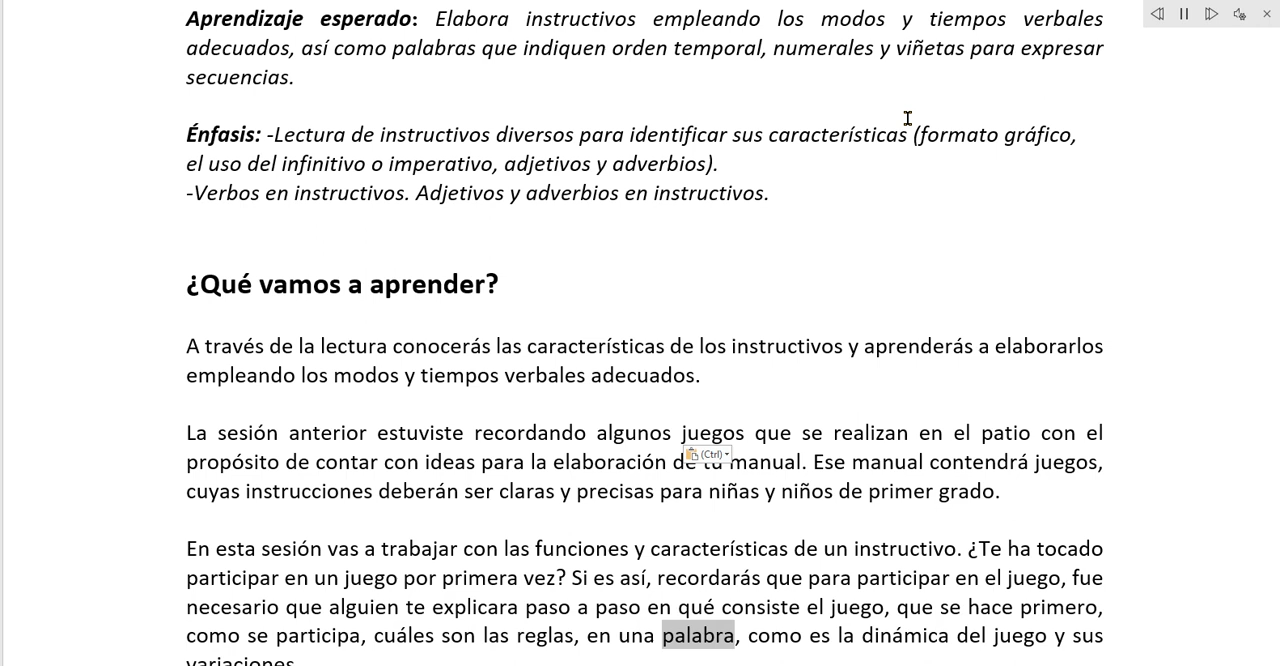 Aprendizaje esperado: Elabora instructivos empleando los modos y tiempos verbales
adecuados, así como palabras que indiquen orden temporal, numerales y viñetas para expresar
secuencias.
Énfasis: -Lectura de instructivos diversos para identificar sus características (formato gráfico,
el uso del infinitivo o imperativo, adjetivos y adverbios).
-Verbos en instructivos. Adjetivos y adverbios en instructivos.
¿Qué vamos a aprender?
A través de la lectura conocerás las características de los instructivos y aprenderás a elaborarlos
empleando los modos y tiempos verbales adecuados.
La sesión anterior estuviste recordando algunos juegos que se realizan en el patio con el
(Ctrl)
propósito de contar con ideas para la elaboración de tu manual. Ese manual contendrá juegos,
cuyas instrucciones deberán ser claras y precisas para niñas y niños de primer grado.
En esta sesión vas a trabajar con las funciones y características de un instructivo. ¿Te ha tocado
participar en un juego por primera vez? Si es así, recordarás que para participar en el juego, fue
necesario que alguien te explicara paso a paso en qué consiste el juego, que se hace primero,
como se participa, cuáles son las reglas, en una palabra, como es la dinámica del juego y sus
variaciones.